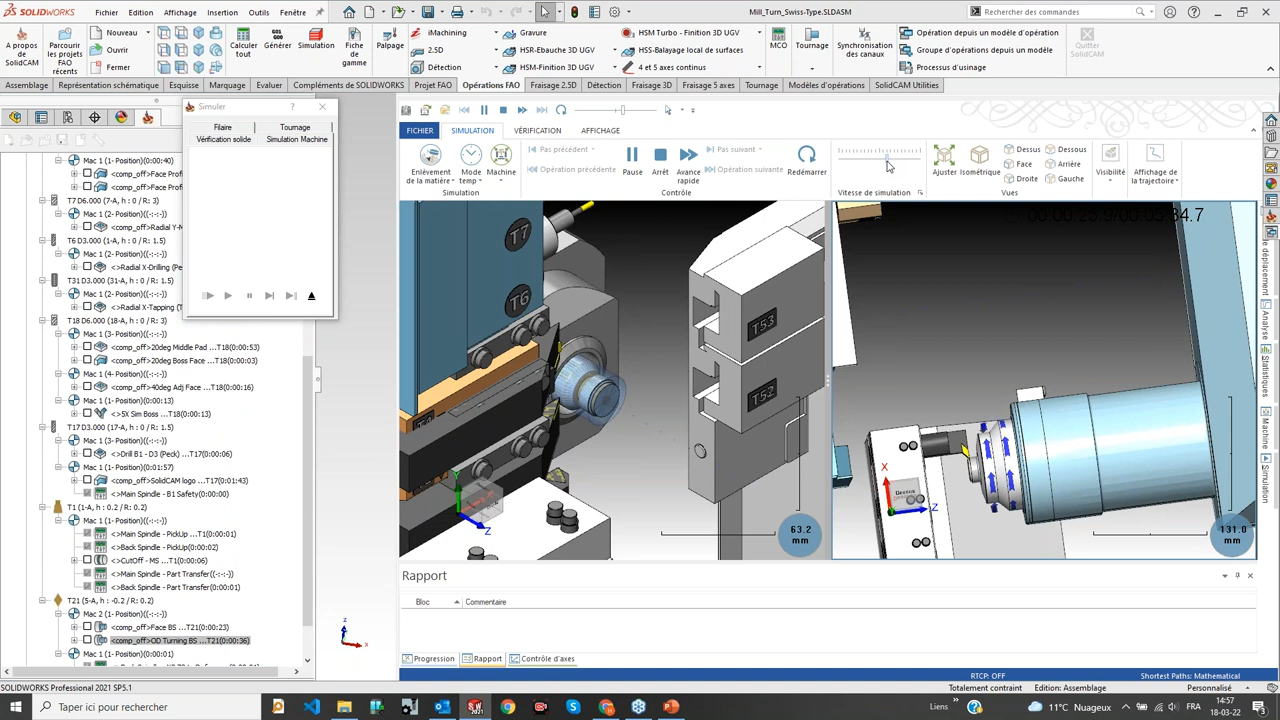 SOLIDWORKS
Fichier Edition Affichage Insertion Outils Fenêtre
Mill_Turn_Swiss-Type.SLDASM
Rechercher des commandes
A propos de SolidCAM
Parcourir les projets FAO récents
Nouveau
Ouvrir
Fermer
Calculer tout
Générer
Simulation
Fiche de gamme
Palpage
iMachining
2.5D
Détection
Gravure
HSR-Ebauche 3D UGV
HSM-Finition 3D UGV
HSM Turbo - Finition 3D UGV
HSS-Balayage local de surfaces
4 et 5 axes continus
MCO
Tournage
Synchronisation des canaux
Opération depuis un modèle d'opération
Groupe d'opérations depuis un modèle
Processus d'usinage
Quitter SolidCAM
Assemblage Représentation schématique Esquisse Marquage Evaluer Compléments de SOLIDWORKS Projet FAO Opérations FAO Fraisage 2.5D Détection Fraisage 3D Fraisage 5 axes Tournage Modèles d'opérations SolidCAM Utilities
Simuler
Filaire Tournage
Vérification solide Simulation Machine
FICHIER SIMULATION VÉRIFICATION AFFICHAGE
Enlèvement de la matière
Mode temp
Machine
Simulation
Pas précédent
Opération précédente
Pause
Arrêt
Avance rapide
Pas suivant
Opération suivante
Redémarrer
Contrôle
Vitesse de simulation
Ajuster
Isométrique
Dessus Dessous
Face Arrière
Droite Gauche
Vues
Visibilité
Affichage de la trajectoire
Mac 1 (1- Position)(0:00:40)
<comp_off>Face Prof
<comp_off>Face Prof
T7 D6.000 (7-A, h : 0 / R: 3)
Mac 1 (2- Position)
<comp_off>Radial Y-M
T6 D3.000 (1-A, h : 0 / R: 1.5)
Mac 1 (2- Position)
<>Radial X-Drilling (Pe
T31 D3.000 (31-A, h : 0 / R: 1.5)
Mac 1 (2- Position)
<>Radial X-Tapping (T
T18 D6.000 (18-A, h : 0 / R: 3)
Mac 1 (3- Position)((-:-:-))
<comp_off>20deg Middle Pad ...T18(0:00:53)
<comp_off>20deg Boss Face ...T18(0:00:03)
Mac 1 (4- Position)((-:-:-))
<comp_off>40deg Adj Face ...T18(0:00:16)
Mac 1 (1- Position)(0:00:13)
<>5X Sim Boss ...T18(0:00:13)
T17 D3.000 (17-A, h : 0 / R: 1.5)
Mac 1 (3- Position)((-:-:-))
<>Drill B1 - D3 (Peck) ...T17(0:00:06)
Mac 1 (1- Position)(0:01:57)
<comp_off>SolidCAM logo ...T17(0:01:43)
<>Main Spindle - B1 Safety(0:00:00)
T1 (1-A, h : 0.2 / R: 0.2)
Mac 1 (1- Position)((-:-:-))
<>Main Spindle - PickUp ...T1(0:00:03)
<>Back Spindle - PickUp(0:00:02)
<>CutOff - MS ...T1(0:00:06)
<>Main Spindle - Part Transfer((-:-:-))
<>Back Spindle - Part Transfer(0:00:01)
T21 (5-A, h : -0.2 / R: 0.2)
Mac 2 (1- Position)((-:-:-))
<comp_off>Face BS ...T21(0:00:23)
<comp_off>OD Turning BS ...T21(0:00:36)
Mac 1 (1- Position)(0:00:01)
T7
T6
T53
T52
Y
Z
63.2 mm
X
Z
131.0 mm
z
x
Rapport
Bloc Commentaire
Progression Rapport Contrôle d'axes
RTCP: OFF Shortest Paths: Mathematical
de déplacement
Analyse
Statistiques
Machine
Simulation
SOLIDWORKS Professional 2021 SP5.1
Totalement contraint Edition: Assemblage Personnalisé
Taper ici pour rechercher
Liens
11°C Nuageux
FRA
14:57
18-03-22